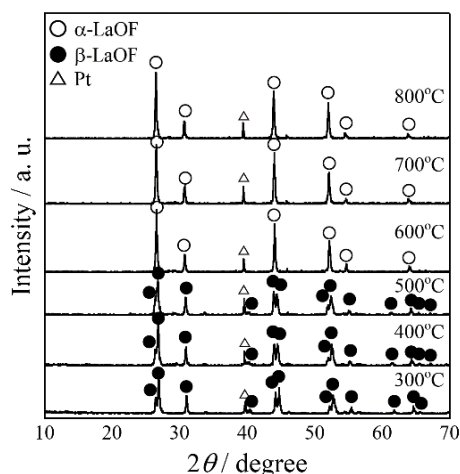 α-LaOF
β-LaOF
Pt
800°C
700°C
600°C
500°C
400°C
300°C
Intensity / a. u.
10 20 30 40 50 60 70
2θ / degree